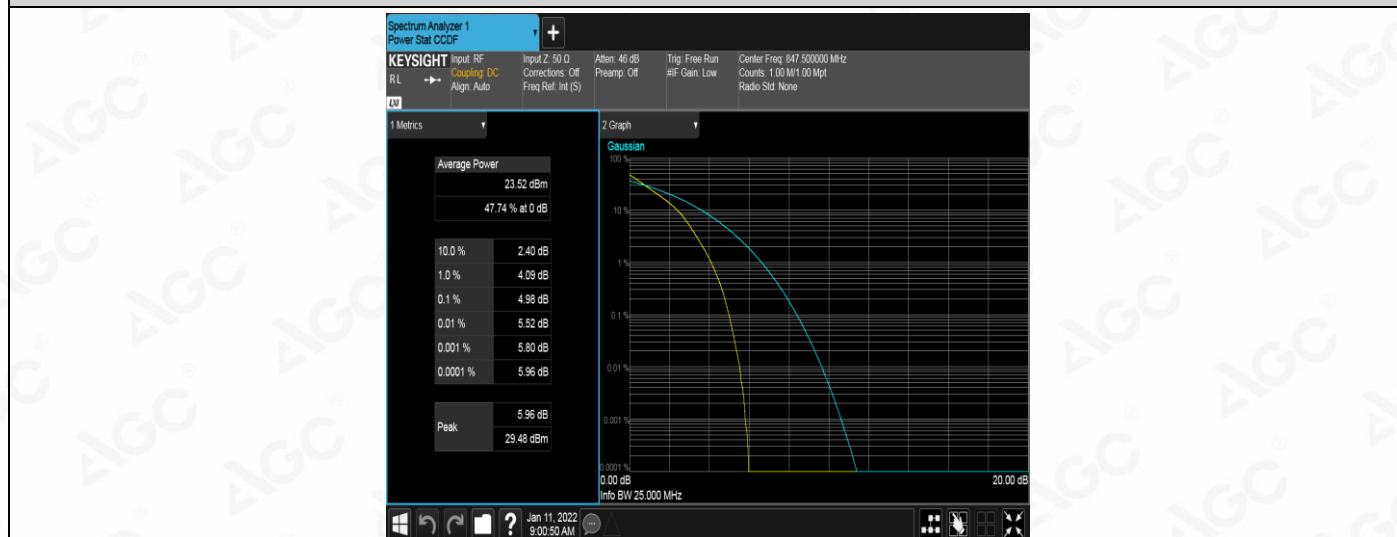 Spectrum Analyzer 1
Power Stat CCDF
+
KEYSIGHT
RL
LXI
Input: RF
Coupling: DC
Align: Auto
Input Z: 50 Ω
Corrections: Off
Freq Ref: Int (S)
Atten: 46 dB
Preamp: Off
Trig: Free Run
#IF Gain: Low
Center Freq: 847.500000 MHz
Counts: 1.00 M/1.00 Mpt
Radio Std: None
1 Metrics
Average Power
23.52 dBm
47.74 % at 0 dB
10.0 % 2.40 dB
1.0 % 4.09 dB
0.1 % 4.98 dB
0.01 % 5.52 dB
0.001 % 5.80 dB
0.0001 % 5.96 dB
Peak
5.96 dB
29.48 dBm
2 Graph
Gaussian
100 %
10 %
1 %
0.1 %
0.01 %
0.001 %
0.0001 %
0.00 dB
20.00 dB
Info BW 25.000 MHz
?
Jan 11, 2022
9:00:50 AM
AGC